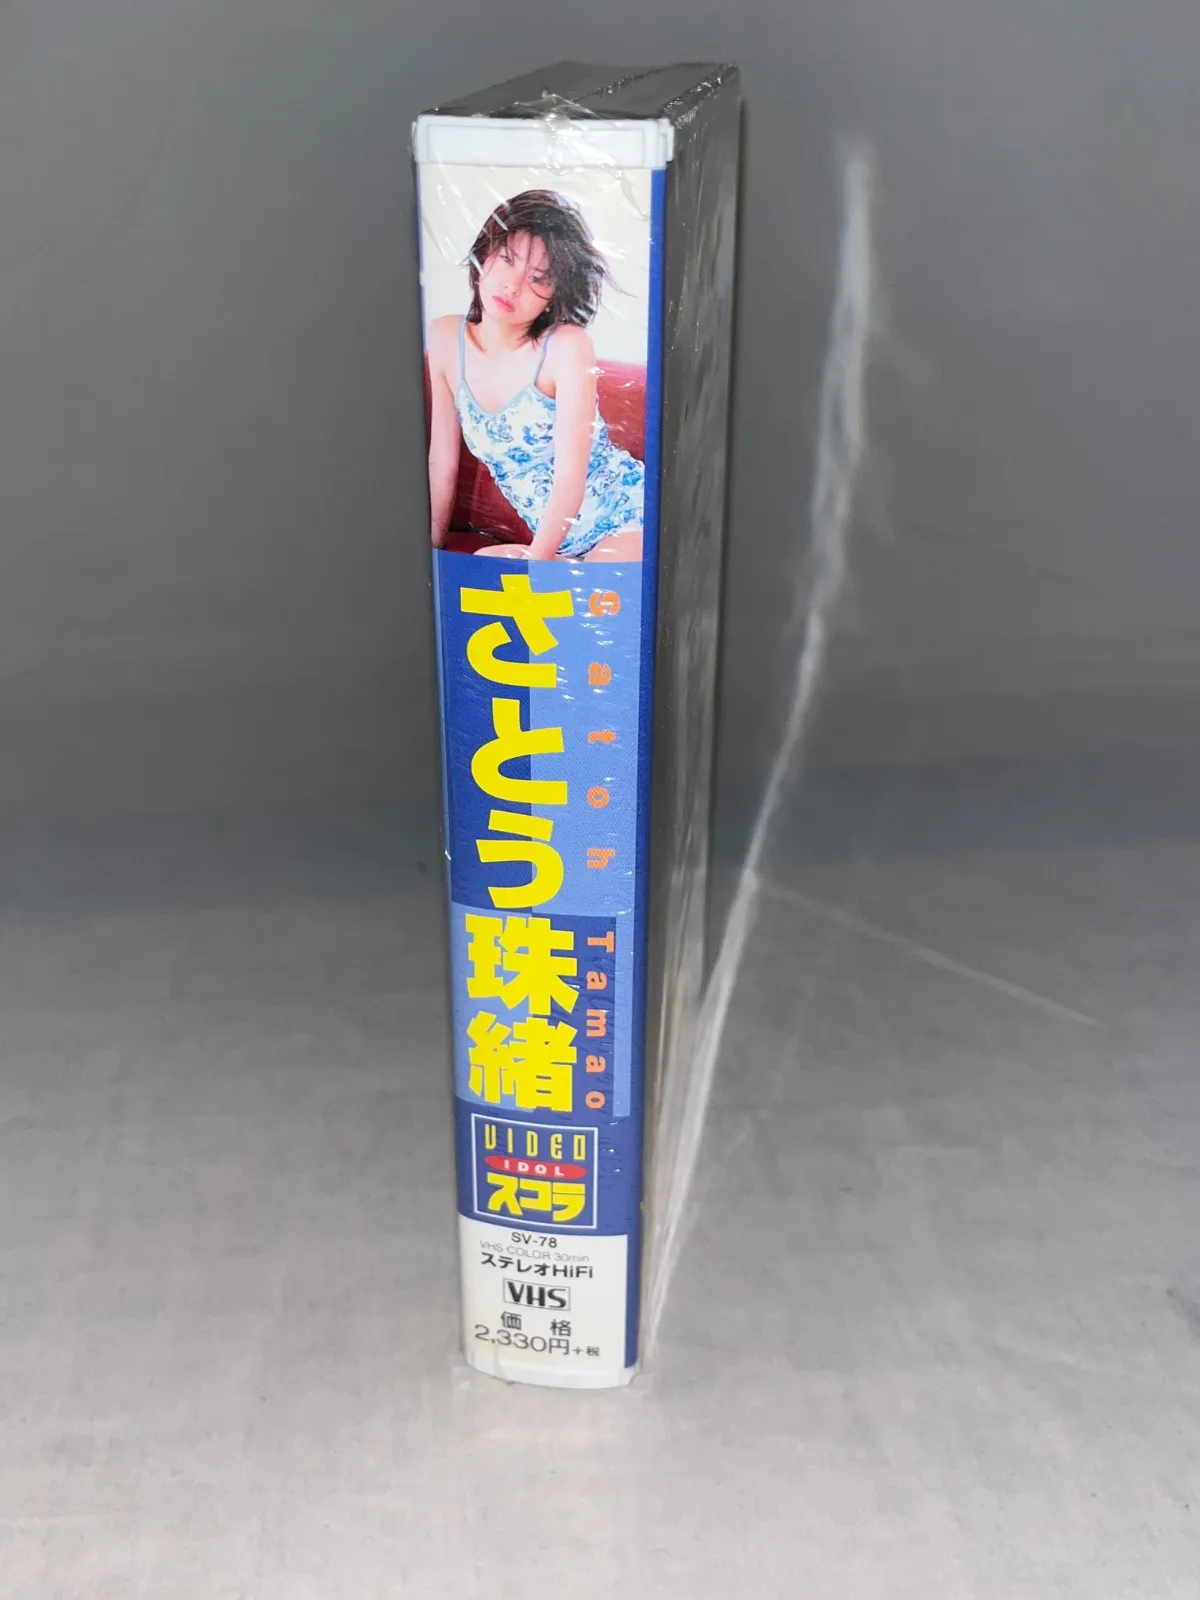 さとう珠緒
Satoh Tamao
VIDEO
IDOL
スコラ
SV-78
VHS COLOR 30min
ステレオHiFi
VHS
価格
2,330円+税